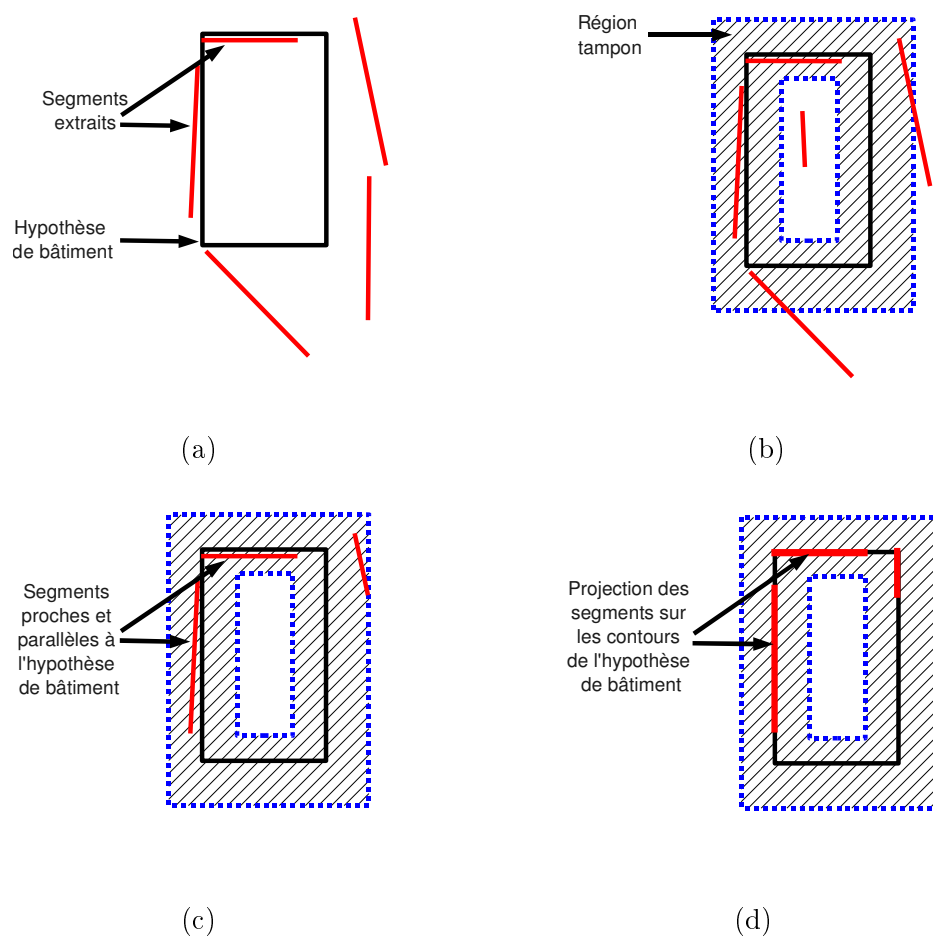 Segments
extraits
Hypothèse
de bâtiment
(a)
Région
tampon
(b)
Segments
proches et
parallèles à
l'hypothèse
de bâtiment
(c)
Projection des
segments sur
les contours
de l'hypothèse
de bâtiment
(d)